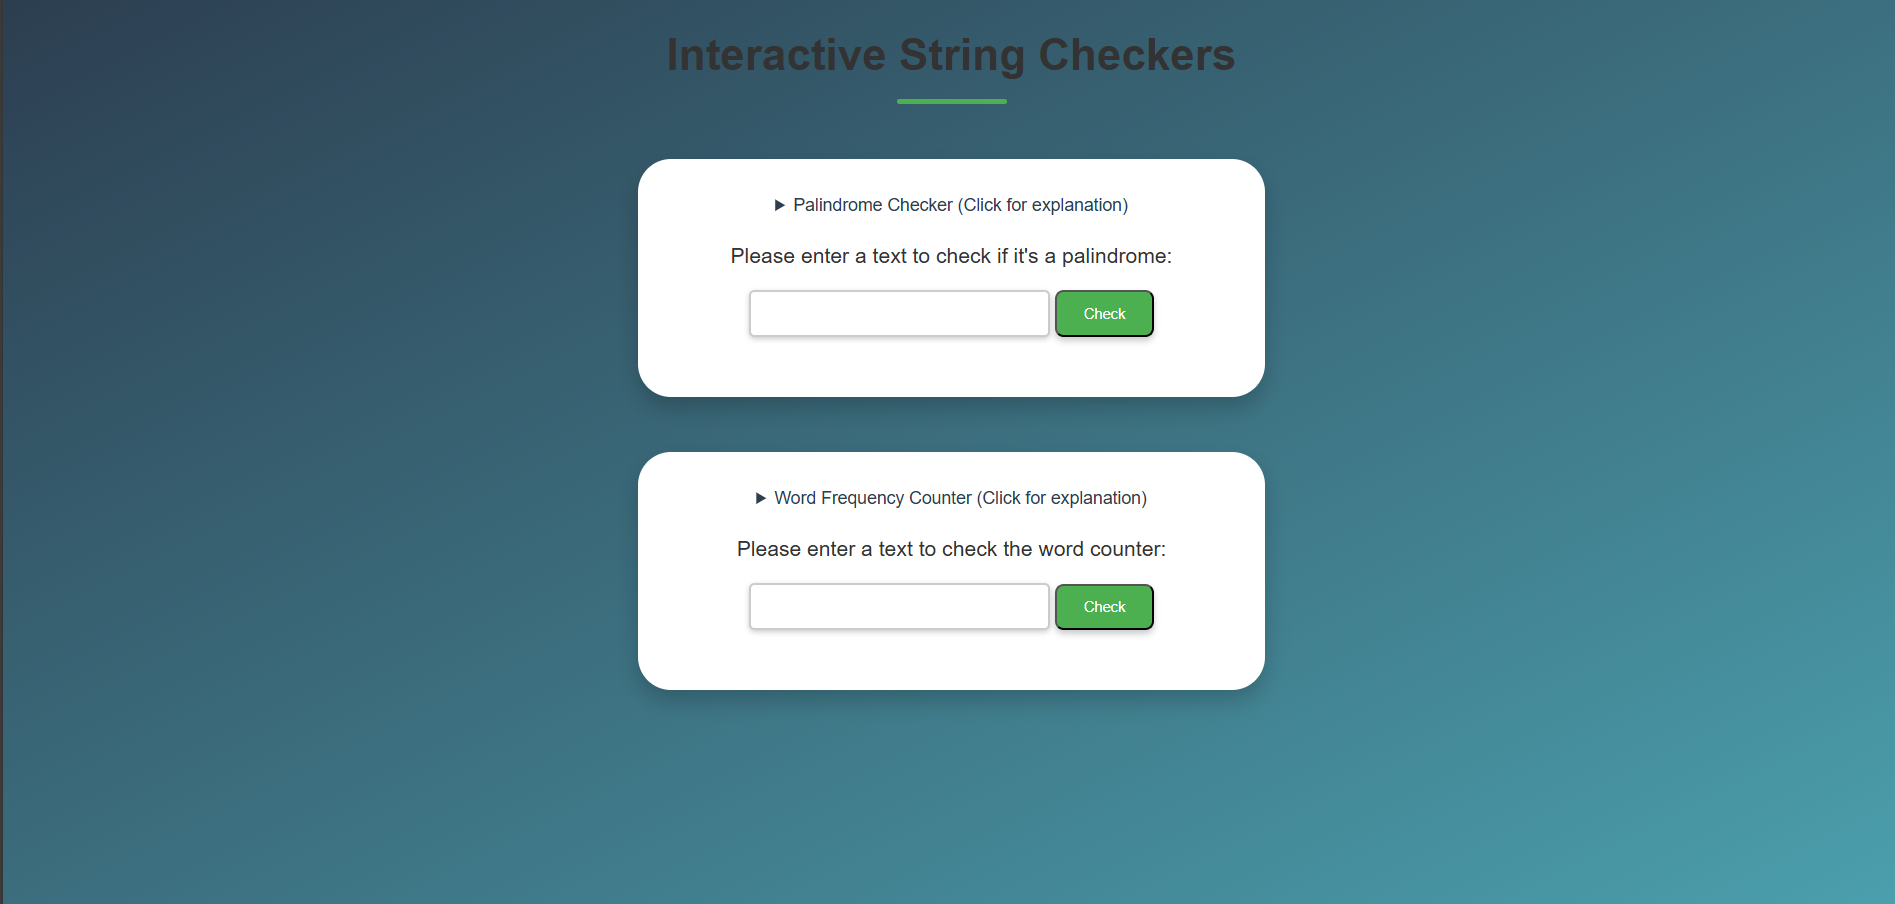 Interactive String Checkers
Palindrome Checker (Click for explanation)
Please enter a text to check if it's a palindrome:
Check
Word Frequency Counter (Click for explanation)
Please enter a text to check the word counter:
Check